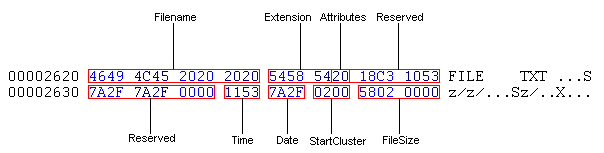 Filename Extension Attributes Reserved
00002620 4649 4C45 2020 2020 5458 5420 18C3 1053 FILE    TXT ...S
00002630 7A2F 7A2F 0000 1153 7A2F 0200 5802 0000 z/z/...Sz/..X...
Reserved Time Date StartCluster FileSize